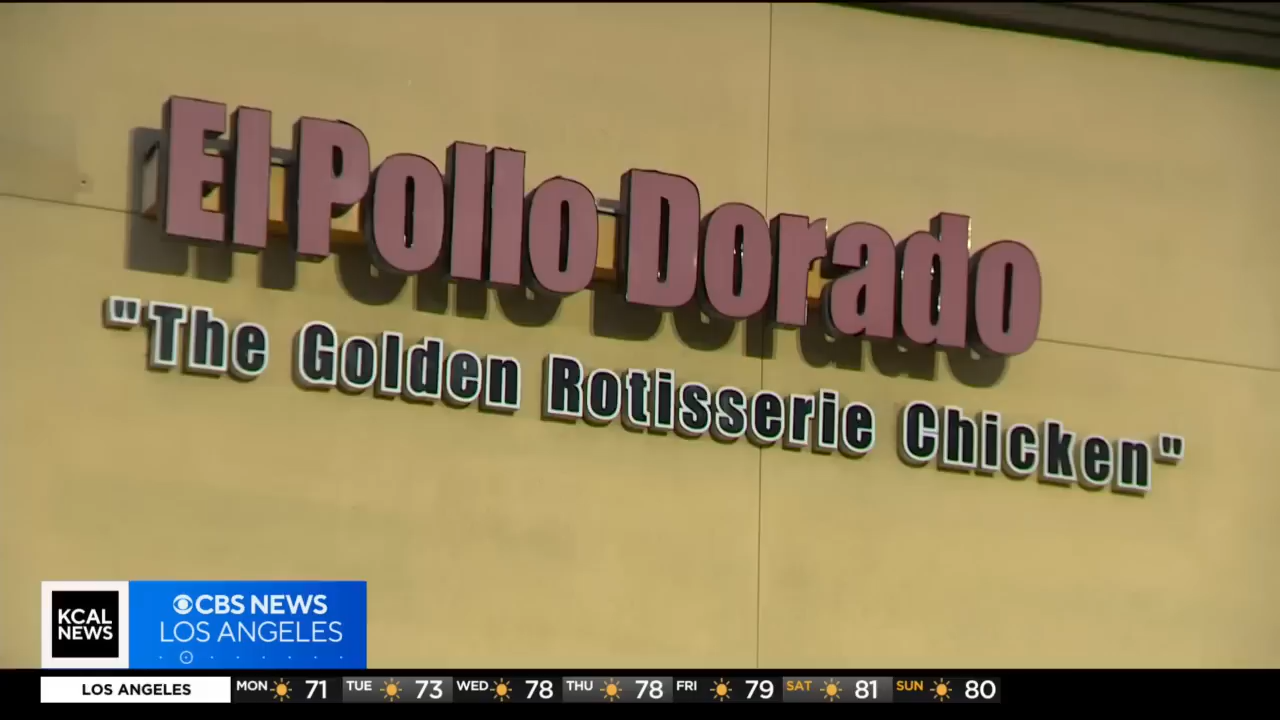 El Pollo Dorado
"The Golden Rotisserie Chicken"
KCAL
NEWS
CBS NEWS
LOS ANGELES
LOS ANGELES MON 71 TUE 73 WED 78 THU 78 FRI 79 SAT 81 SUN 80